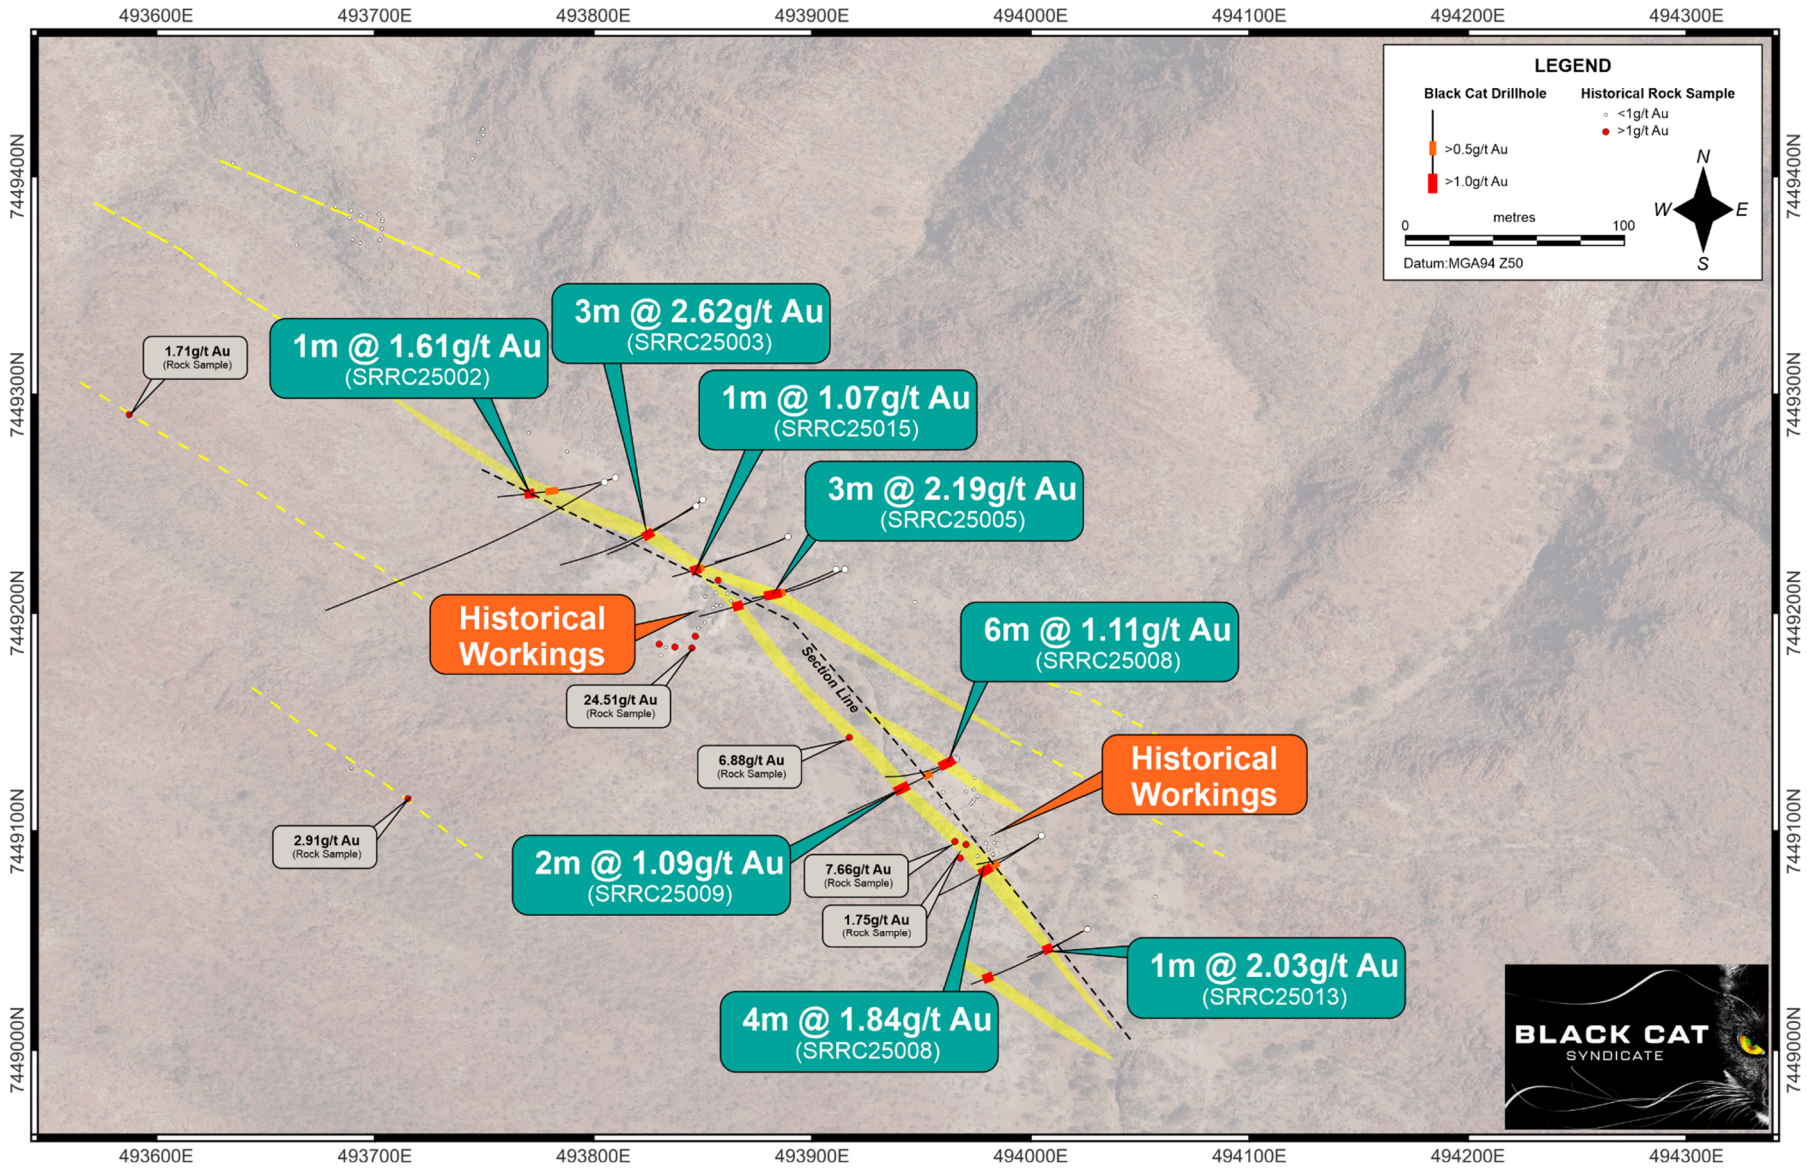 493600E 493700E 493800E 493900E 494000E 494100E 494200E 494300E
LEGEND
Black Cat Drillhole
>0.5g/t Au
>1.0g/t Au
Historical Rock Sample
<1g/t Au
>1g/t Au
metres
0 100
Datum:MGA94 Z50
N
W E
S
7449400N
7449300N
7449200N
7449100N
7449000N
7449400N
7449300N
7449200N
7449100N
7449000N
3m @ 2.62g/t Au
(SRRC25003)
1m @ 1.61g/t Au
(SRRC25002)
1.71g/t Au
(Rock Sample)
1m @ 1.07g/t Au
(SRRC25015)
3m @ 2.19g/t Au
(SRRC25005)
Historical
Workings
6m @ 1.11g/t Au
(SRRC25008)
Section Line
24.51g/t Au
(Rock Sample)
6.88g/t Au
(Rock Sample)
Historical
Workings
2.91g/t Au
(Rock Sample)
2m @ 1.09g/t Au
(SRRC25009)
7.66g/t Au
(Rock Sample)
1.75g/t Au
(Rock Sample)
1m @ 2.03g/t Au
(SRRC25013)
4m @ 1.84g/t Au
(SRRC25008)
BLACK CAT
SYNDICATE
493600E 493700E 493800E 493900E 494000E 494100E 494200E 494300E